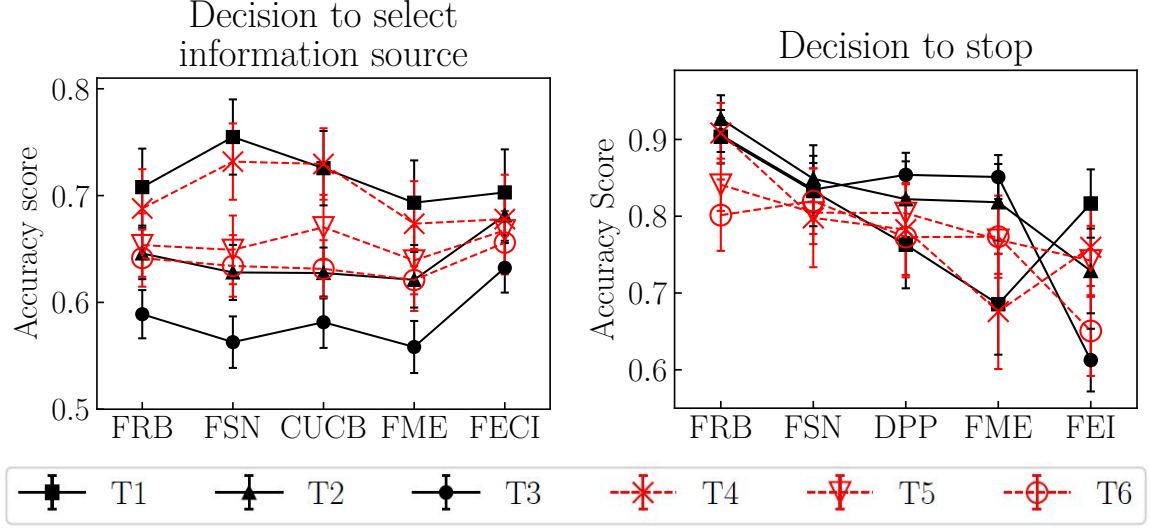 Decision to select
information source
Accuracy score
0.8
0.7
0.6
0.5
FRB FSN CUCB FME FECI
Decision to stop
Accuracy Score
0.9
0.8
0.7
0.6
FRB FSN DPP FME FEI
T1 T2 T3 T4 T5 T6